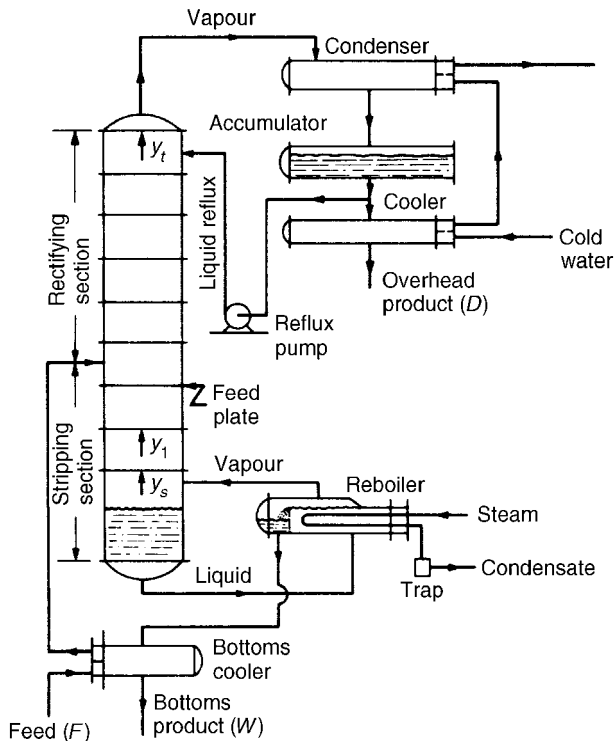 Vapour
Condenser
Accumulator
y_t
Cooler
Liquid reflux
Cold
water
Overhead
product (D)
Rectifying
section
Reflux
pump
Feed
plate
Stripping
section
y_1
Vapour
y_s
Reboiler
Steam
Liquid
Trap
Condensate
Bottoms
cooler
Feed (F)
Bottoms
product (W)